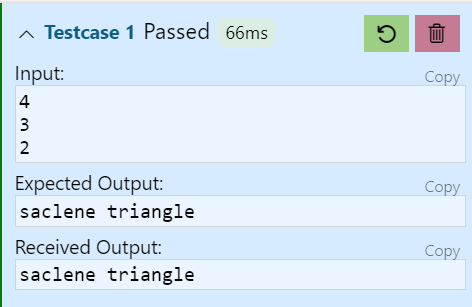 Testcase 1 Passed 66ms
Input:
Copy
4
3
2
Expected Output:
Copy
saclene triangle
Received Output:
Copy
saclene triangle